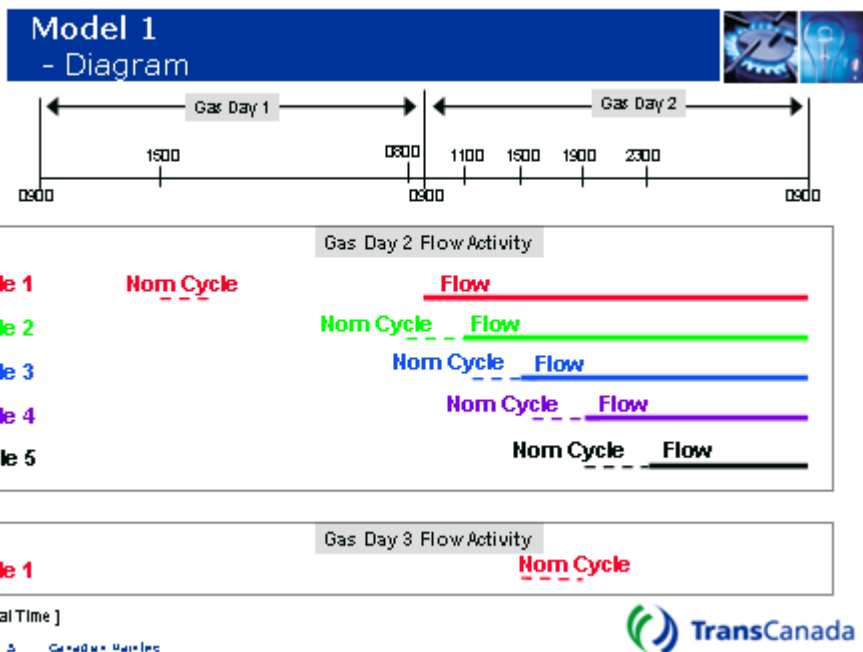 Model 1
- Diagram
Gas Day 1
Gas Day 2
1500
0800
1100
1500
1900
2300
0900
0900
0900
Gas Day 2 Flow Activity
le 1
Nom Cycle
Flow
le 2
Nom Cycle
Flow
le 3
Nom Cycle
Flow
le 4
Nom Cycle
Flow
le 5
Nom Cycle
Flow
Gas Day 3 Flow Activity
le 1
Nom Cycle
al Time ]
TransCanada